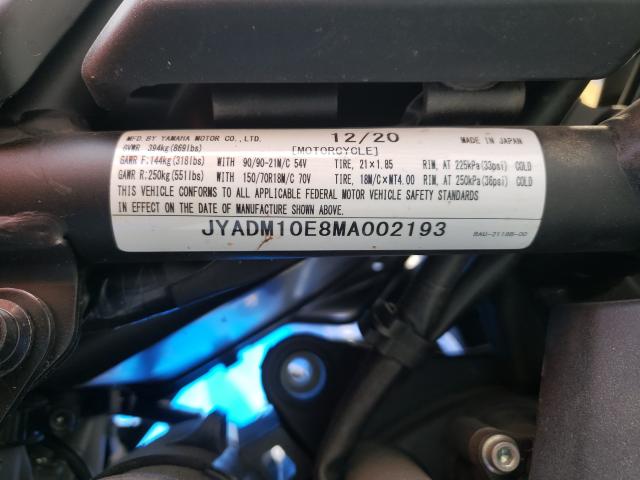 MFD. BY YAMAHA MOTOR CO., LTD. 12/20 MADE IN JAPAN
GVWR 394kg(869lbs) [MOTORCYCLE]
GAWR F:144kg(318lbs) WITH 90/90-21M/C 54V TIRE, 21×1.85 RIM, AT 225kPa(33psi) COLD
GAWR R:250kg(551lbs) WITH 150/70R18M/C 70V TIRE, 18M/C×MT4.00 RIM, AT 250kPa(36psi) COLD
THIS VEHICLE CONFORMS TO ALL APPLICABLE FEDERAL MOTOR VEHICLE SAFETY STANDARDS
IN EFFECT ON THE DATE OF MANUFACTURE SHOWN ABOVE.
JYADM10E8MA002193